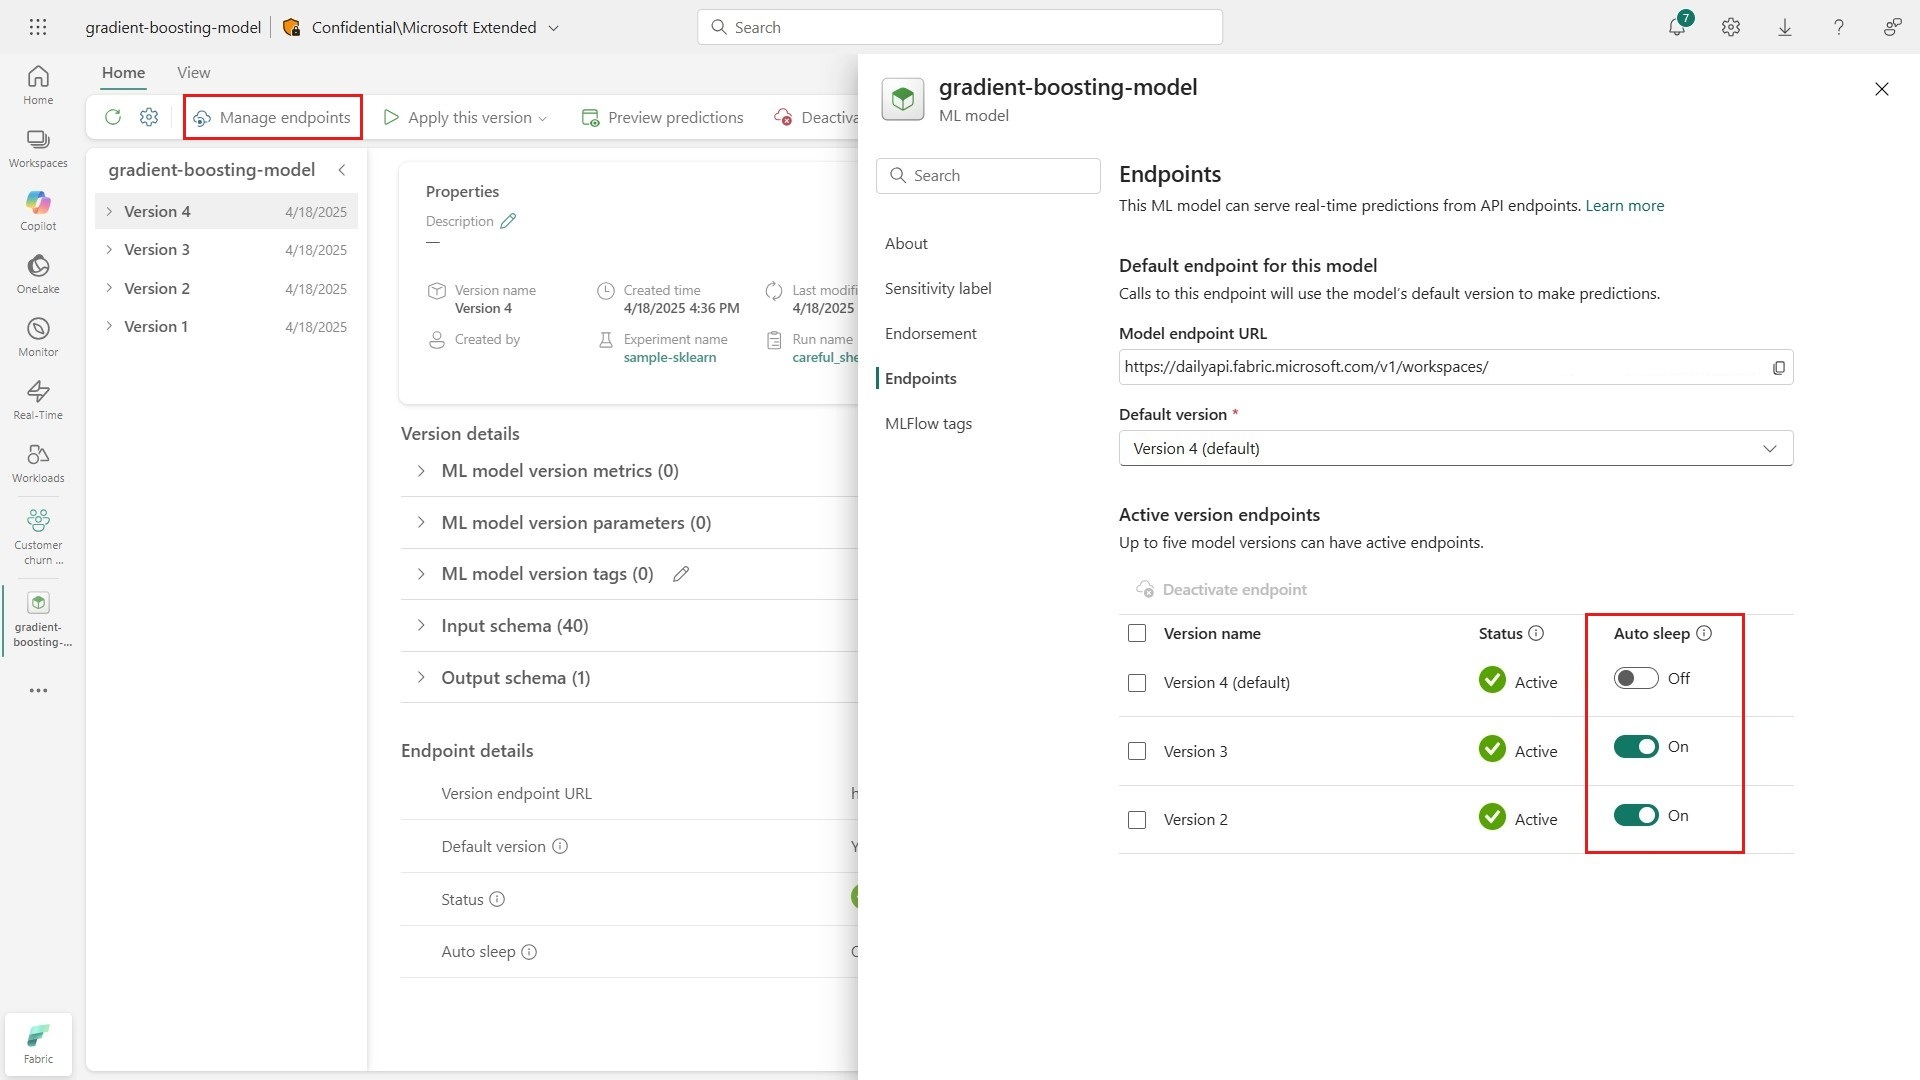 gradient-boosting-model
Confidential\Microsoft Extended
Search
7
Home
Workspaces
Copilot
OneLake
Monitor
Real-Time
Workloads
Customer
churn ...
gradient-
boosting-...
Fabric
Home
View
Manage endpoints
Apply this version
Preview predictions
Deactiva
gradient-boosting-model
Version 4 4/18/2025
Version 3 4/18/2025
Version 2 4/18/2025
Version 1 4/18/2025
Properties
Description
—
Version name
Version 4
Created time
4/18/2025 4:36 PM
Last modifi
4/18/2025
Created by
Experiment name
sample-sklearn
Run name
careful_she
Version details
ML model version metrics (0)
ML model version parameters (0)
ML model version tags (0)
Input schema (40)
Output schema (1)
Endpoint details
Version endpoint URL h
Default version Y
Status
Auto sleep
gradient-boosting-model
ML model
Search
About
Sensitivity label
Endorsement
Endpoints
MLFlow tags
Endpoints
This ML model can serve real-time predictions from API endpoints. Learn more
Default endpoint for this model
Calls to this endpoint will use the model's default version to make predictions.
Model endpoint URL
https://dailyapi.fabric.microsoft.com/v1/workspaces/
Default version *
Version 4 (default)
Active version endpoints
Up to five model versions can have active endpoints.
Deactivate endpoint
Version name Status Auto sleep
Version 4 (default) Active Off
Version 3 Active On
Version 2 Active On